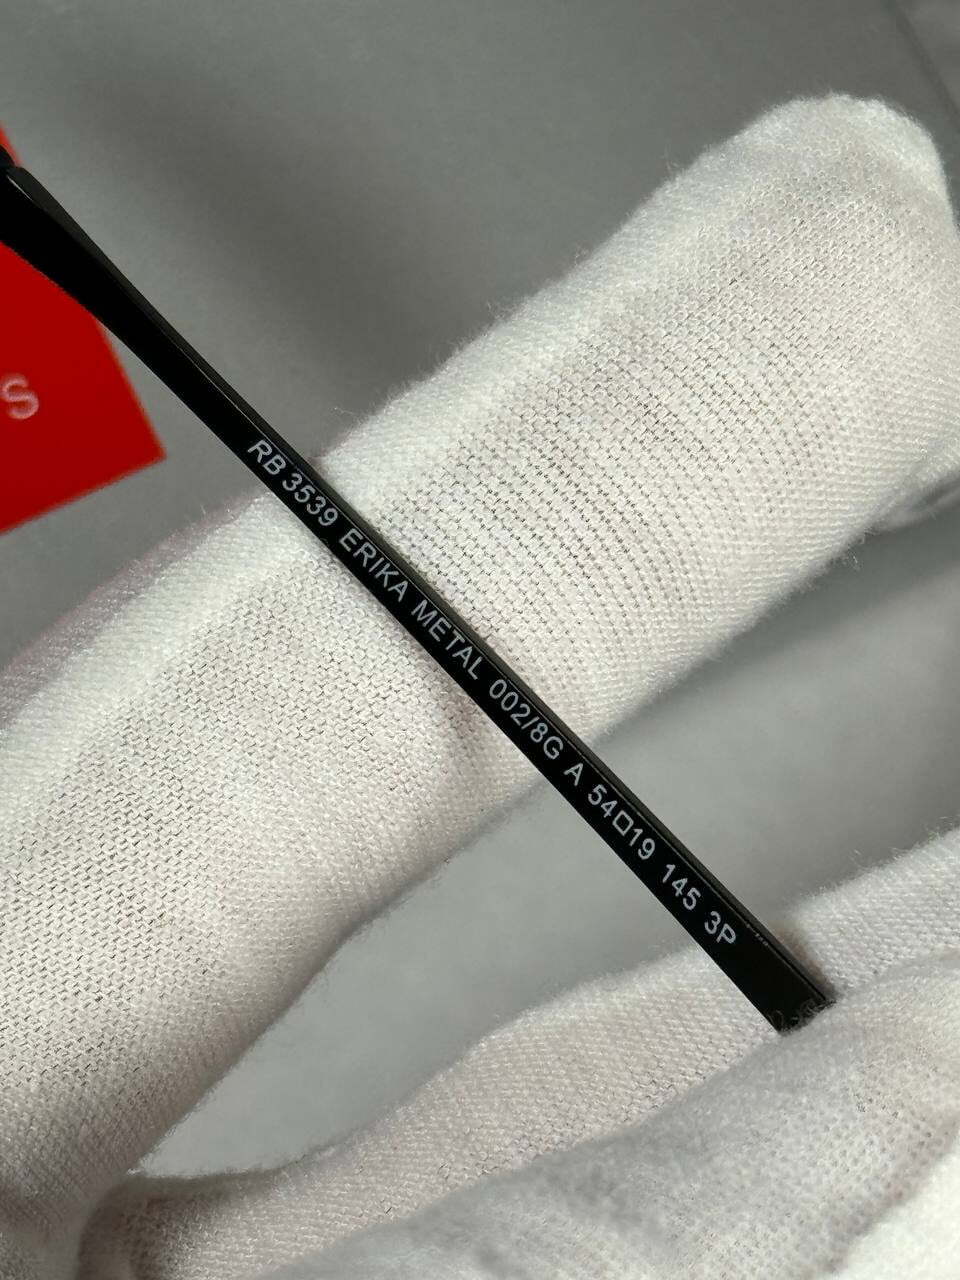 S
RB 3539 ERIKA METAL 002/8G A 54□19 145 3P